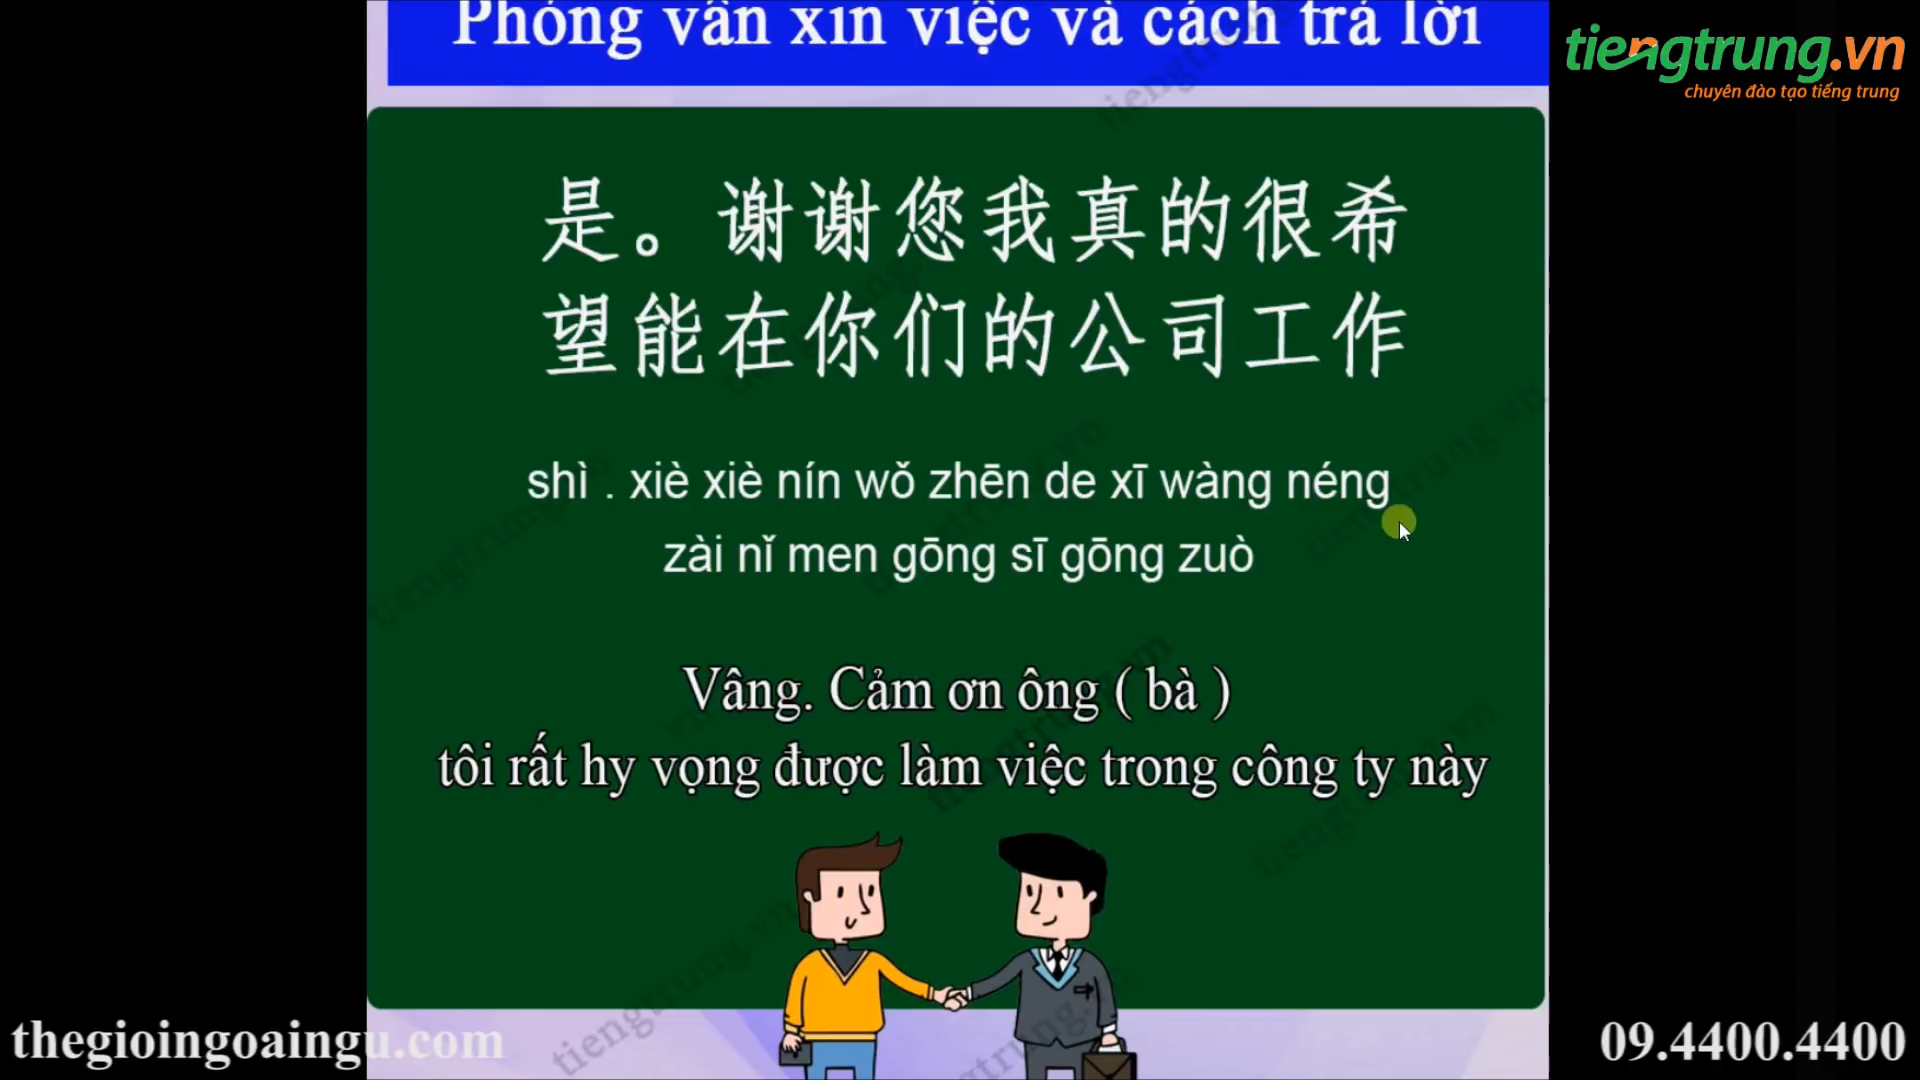 Phỏng vấn xin việc và cách trả lời
tiengtrung.vn
chuyên đào tạo tiếng trung
是。谢谢您我真的很希
望能在你们的公司工作
shì . xiè xiè nín wǒ zhēn de xī wàng néng
zài nǐ men gōng sī gōng zuò
Vâng. Cảm ơn ông ( bà )
tôi rất hy vọng được làm việc trong công ty này
thegioingoaingu.com
09.4400.4400